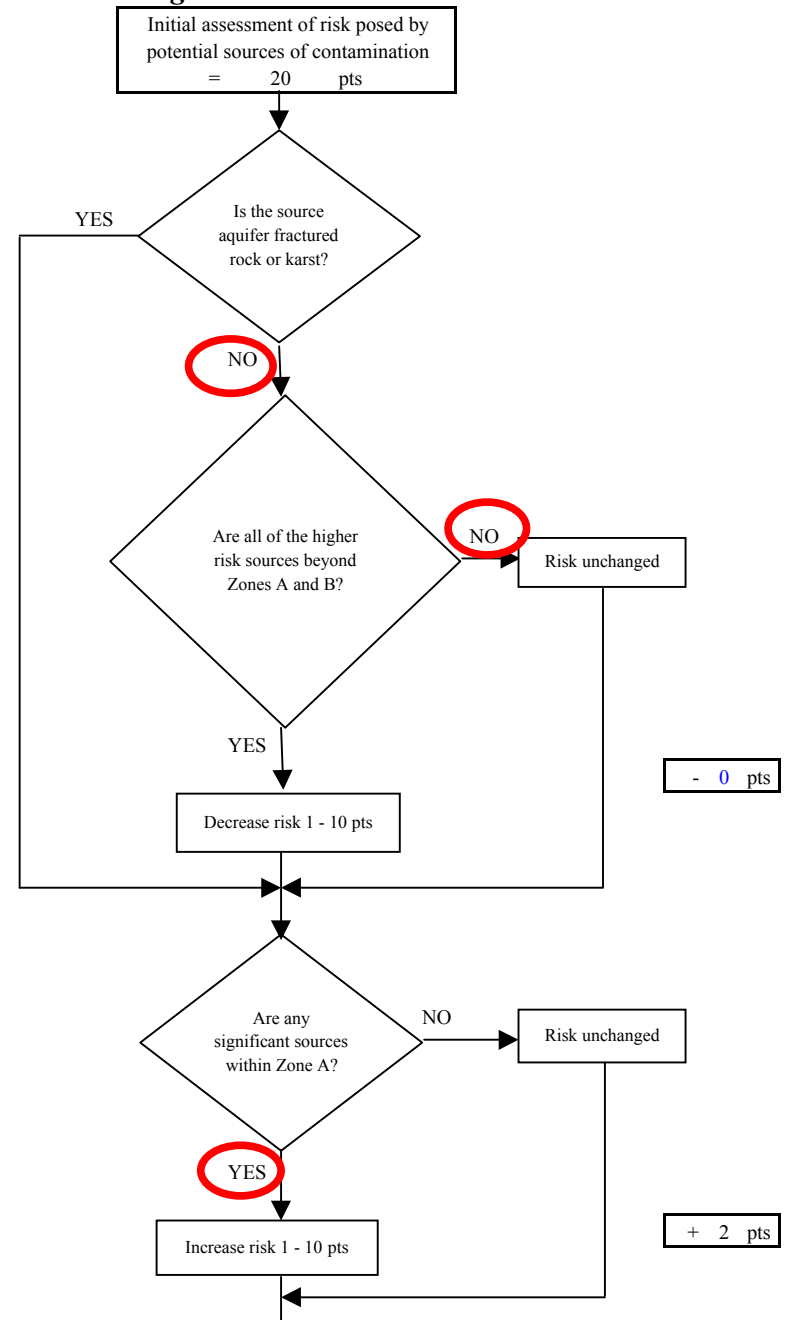 Initial assessment of risk posed by
potential sources of contamination
= 20 pts
YES
Is the source
aquifer fractured
rock or karst?
NO
Are all of the higher
risk sources beyond
Zones A and B?
NO
Risk unchanged
YES
- 0 pts
Decrease risk 1 - 10 pts
Are any
significant sources
within Zone A?
NO
Risk unchanged
YES
+ 2 pts
Increase risk 1 - 10 pts